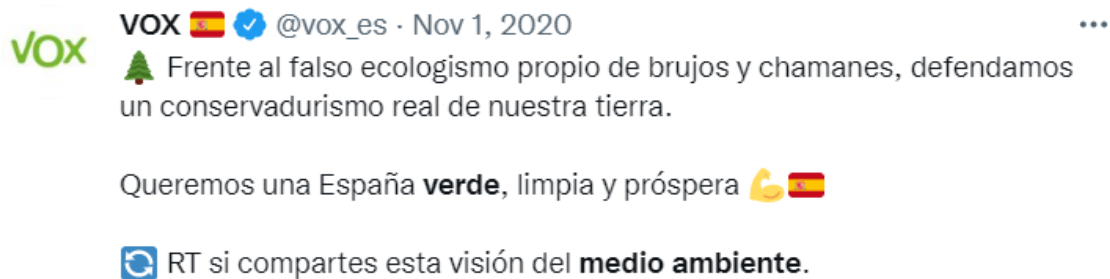 VOX
VOX 🇪🇸 @vox_es · Nov 1, 2020
🌲 Frente al falso ecologismo propio de brujos y chamanes, defendamos
un conservadurismo real de nuestra tierra.
Queremos una España verde, limpia y próspera 💪🇪🇸
🔄 RT si compartes esta visión del medio ambiente.